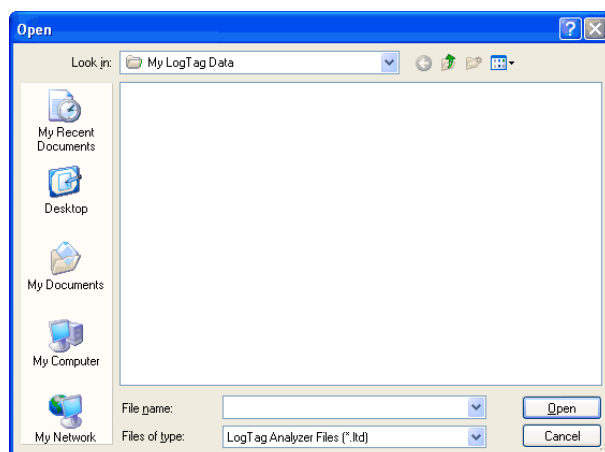 Open
Look in: My LogTag Data
My Recent
Documents
Desktop
My Documents
My Computer
My Network
File name:
Open
Files of type: LogTag Analyzer Files (*.ltd)
Cancel